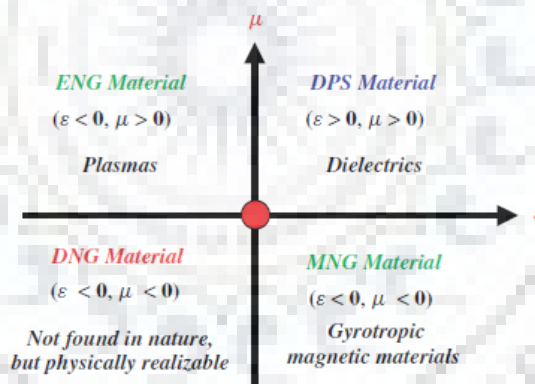 μ
ENG Material
(ε < 0, μ > 0)
Plasmas
DPS Material
(ε > 0, μ > 0)
Dielectrics
DNG Material
(ε < 0, μ < 0)
Not found in nature,
but physically realizable
MNG Material
(ε < 0, μ < 0)
Gyrotropic
magnetic materials